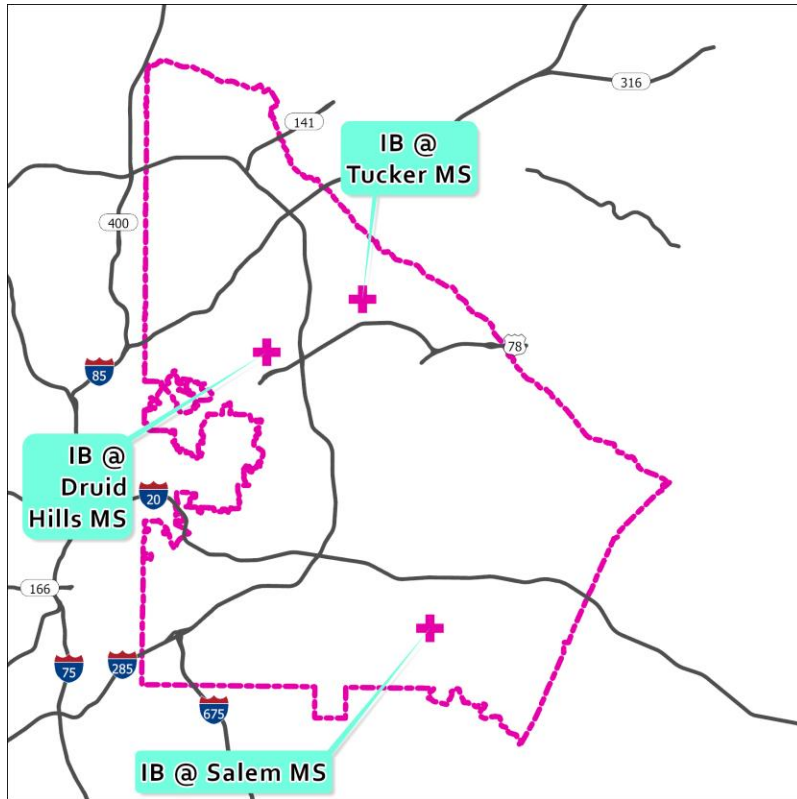 316
141
IB @
Tucker MS
400
78
85
IB @
Druid
Hills MS
20
166
75
285
675
IB @ Salem MS